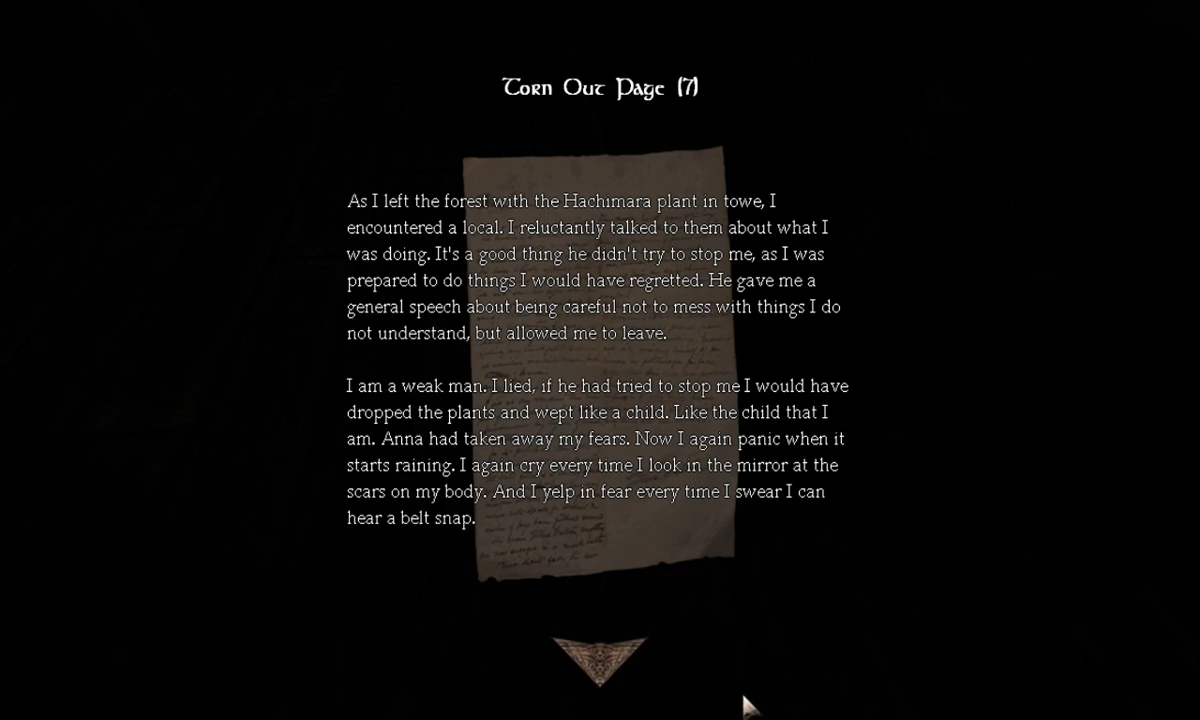 Torn Out Page (7)
As I left the forest with the Hachimara plant in towe, I
encountered a local. I reluctantly talked to them about what I
was doing. It's a good thing he didn't try to stop me, as I was
prepared to do things I would have regretted. He gave me a
general speech about being careful not to mess with things I do
not understand, but allowed me to leave.
I am a weak man. I lied, if he had tried to stop me I would have
dropped the plants and wept like a child. Like the child that I
am. Anna had taken away my fears. Now I again panic when it
starts raining. I again cry every time I look in the mirror at the
scars on my body. And I yelp in fear every time I swear I can
hear a belt snap.